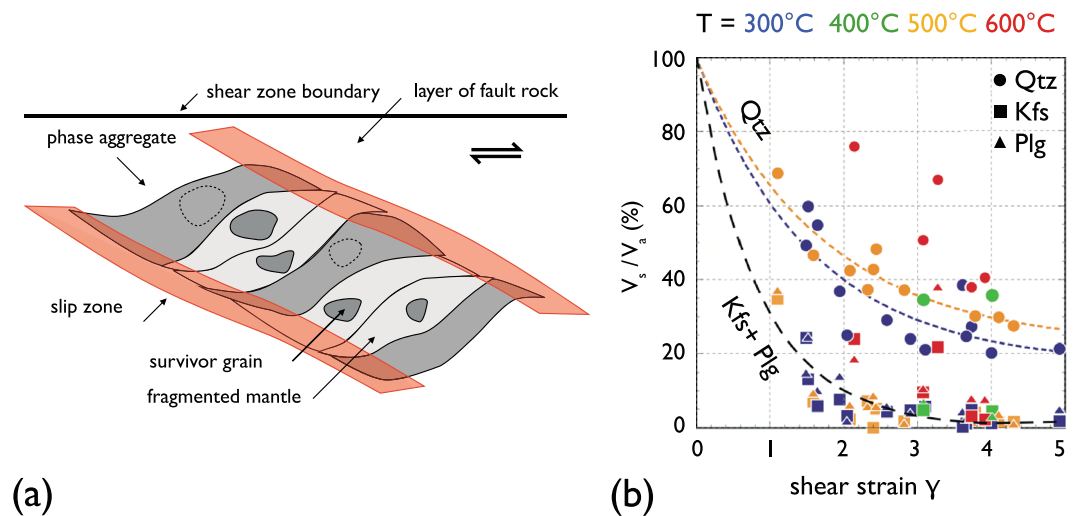 shear zone boundary
layer of fault rock
phase aggregate
slip zone
survivor grain
fragmented mantle
(a)
T = 300°C 400°C 500°C 600°C
100
80
60
40
20
0
Vs / Va (%)
Qtz
Kfs+ Plg
Qtz
Kfs
Plg
0 1 2 3 4 5
shear strain γ
(b)